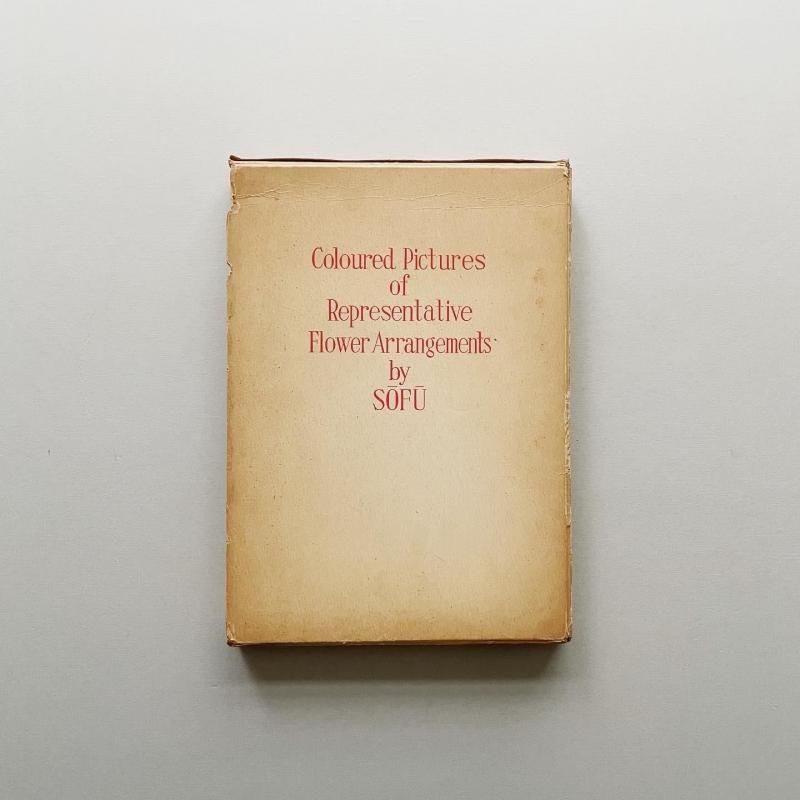 Coloured Pictures
of
Representative
Flower Arrangements
by
SŌFŪ